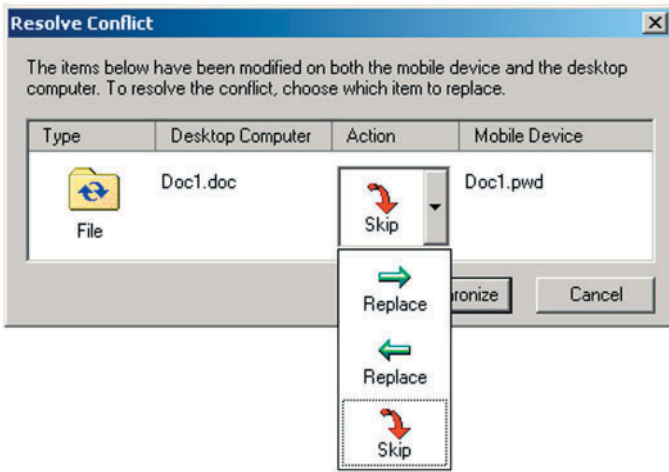 Resolve Conflict
The items below have been modified on both the mobile device and the desktop
computer. To resolve the conflict, choose which item to replace.
Type Desktop Computer Action Mobile Device
Doc1.doc Doc1.pwd
File Skip
Replace
ronize Cancel
Replace
Skip